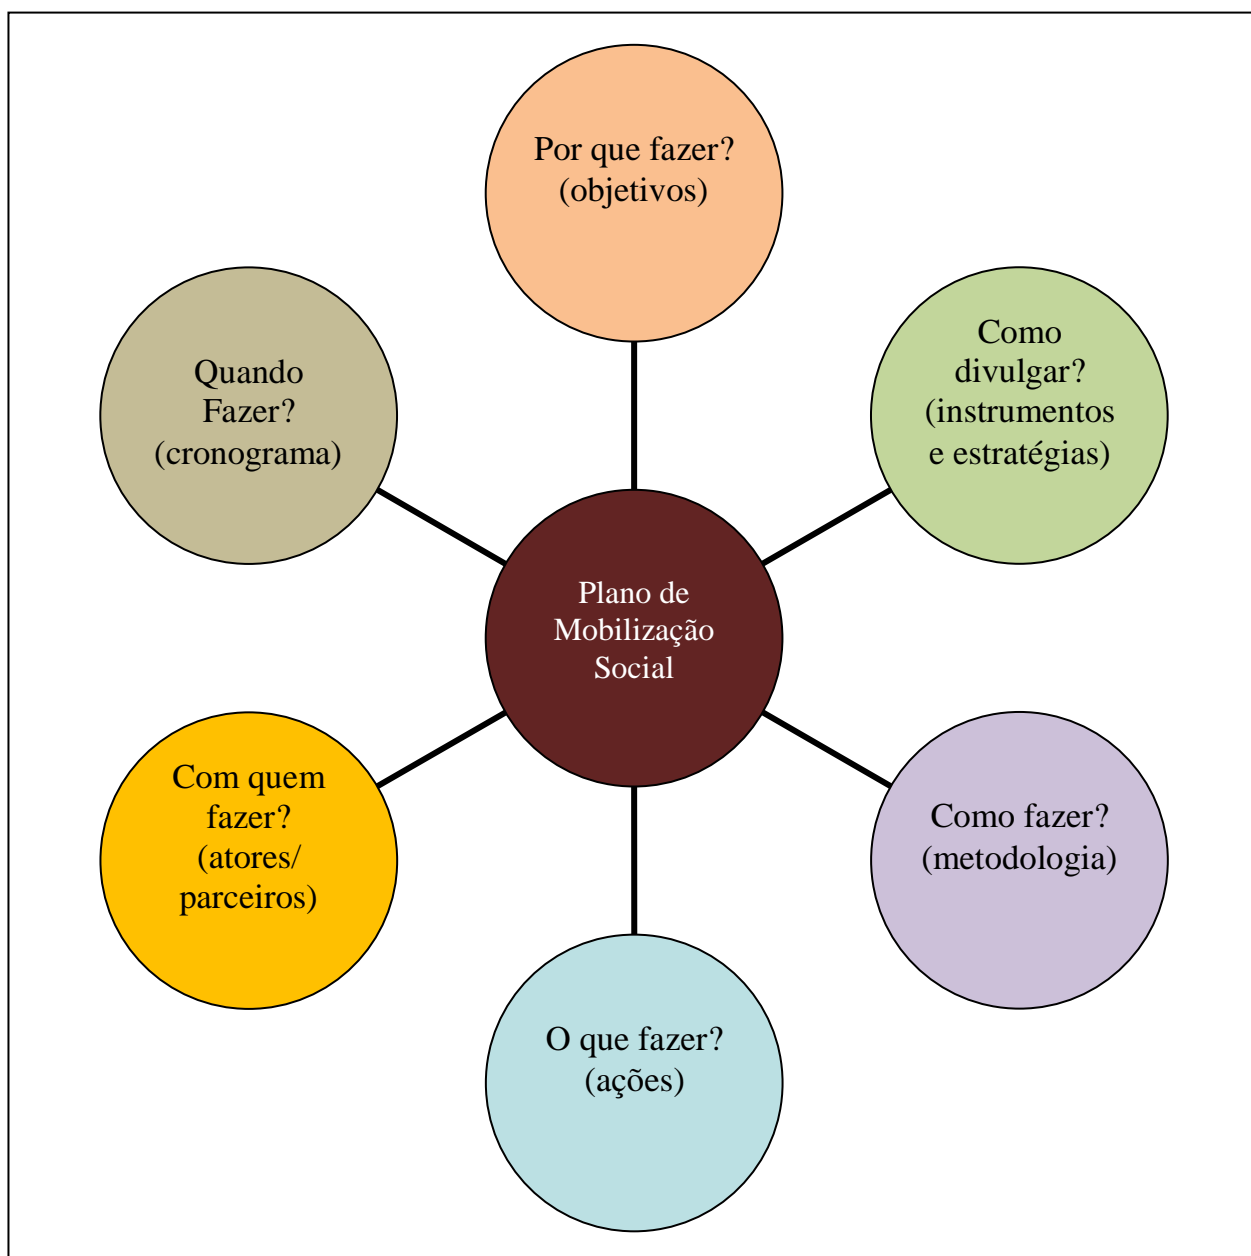 Por que fazer?
(objetivos)
Como
divulgar?
(instrumentos
e estratégias)
Como fazer?
(metodologia)
O que fazer?
(ações)
Com quem
fazer?
(atores/
parceiros)
Quando
Fazer?
(cronograma)
Plano de
Mobilização
Social